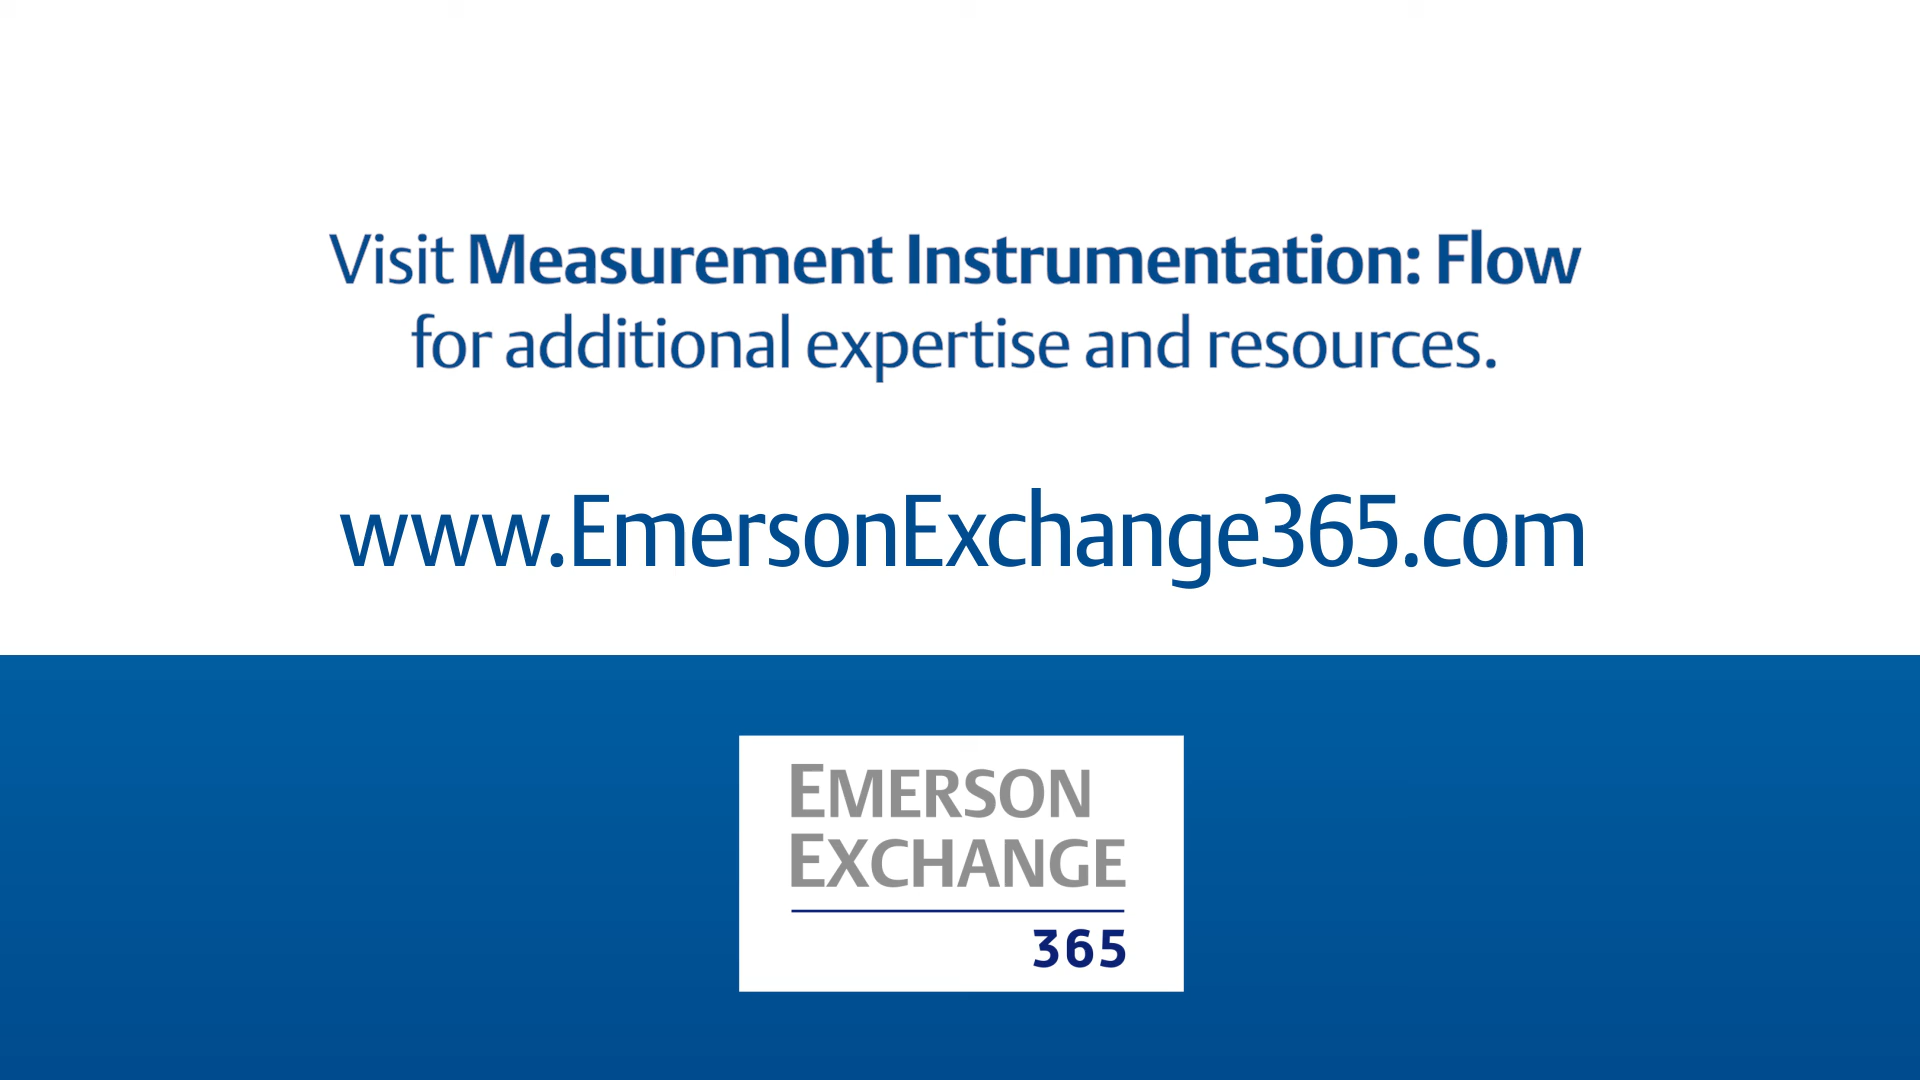 Visit Measurement Instrumentation: Flow
for additional expertise and resources.
www.EmersonExchange365.com
EMERSON
EXCHANGE
365